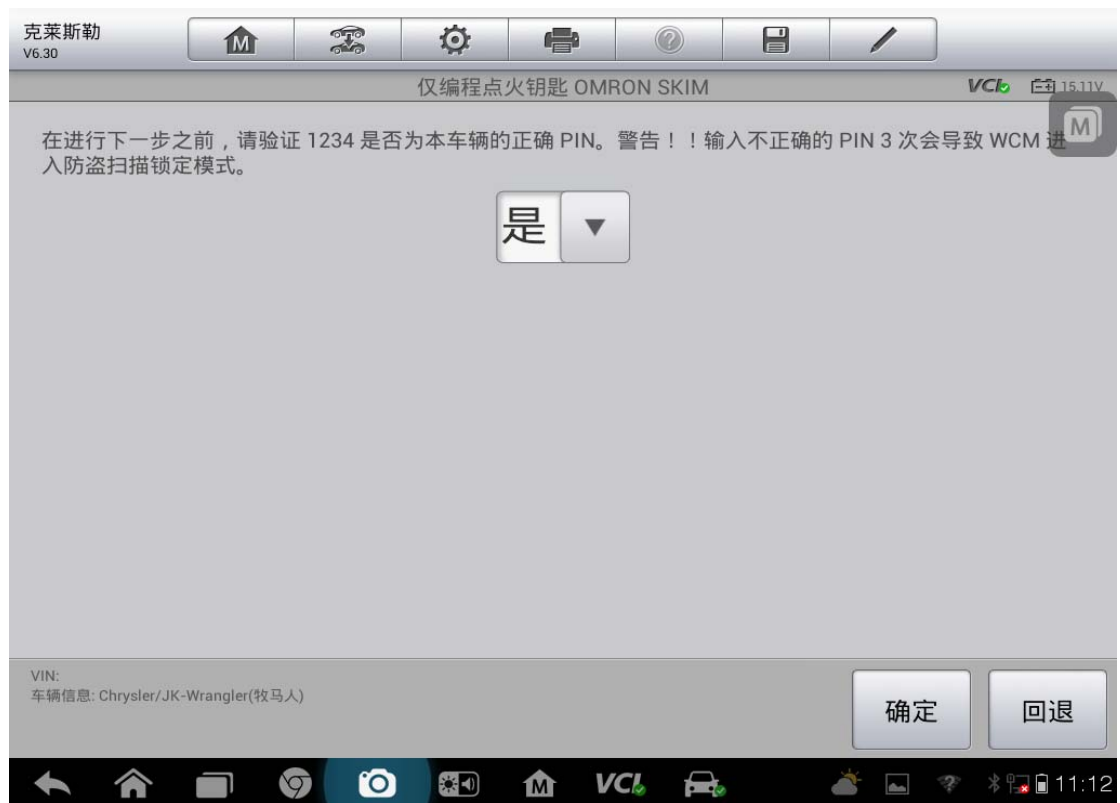 克莱斯勒
V6.30
M
仅编程点火钥匙 OMRON SKIM
VCI
15.11V
M
在进行下一步之前，请验证 1234 是否为本车辆的正确 PIN。警告！！输入不正确的 PIN 3 次会导致 WCM 进
入防盗扫描锁定模式。
是
VIN:
车辆信息: Chrysler/JK-Wrangler(牧马人)
确定
回退
M
VCI
11:12